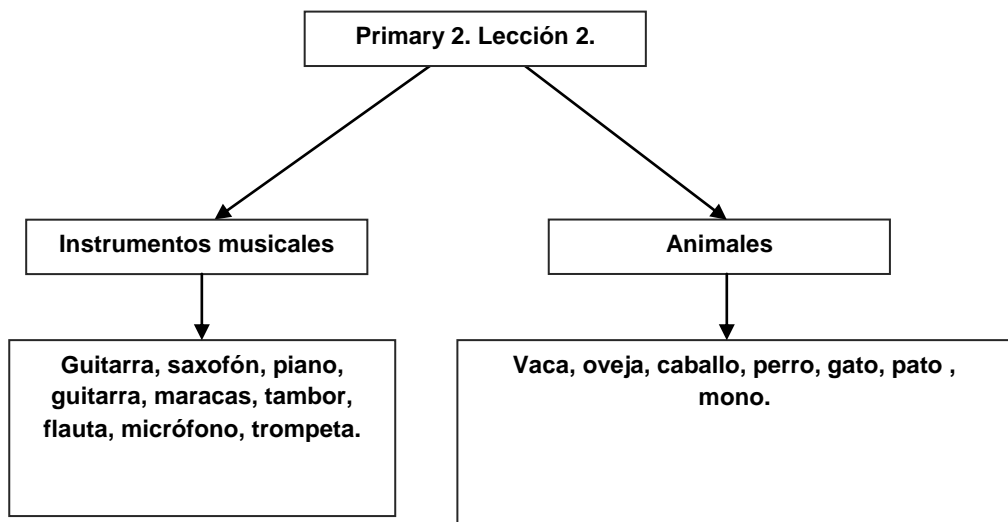 Primary 2. Lección 2.
Instrumentos musicales
Animales
Guitarra, saxofón, piano,
guitarra, maracas, tambor,
flauta, micrófono, trompeta.
Vaca, oveja, caballo, perro, gato, pato ,
mono.